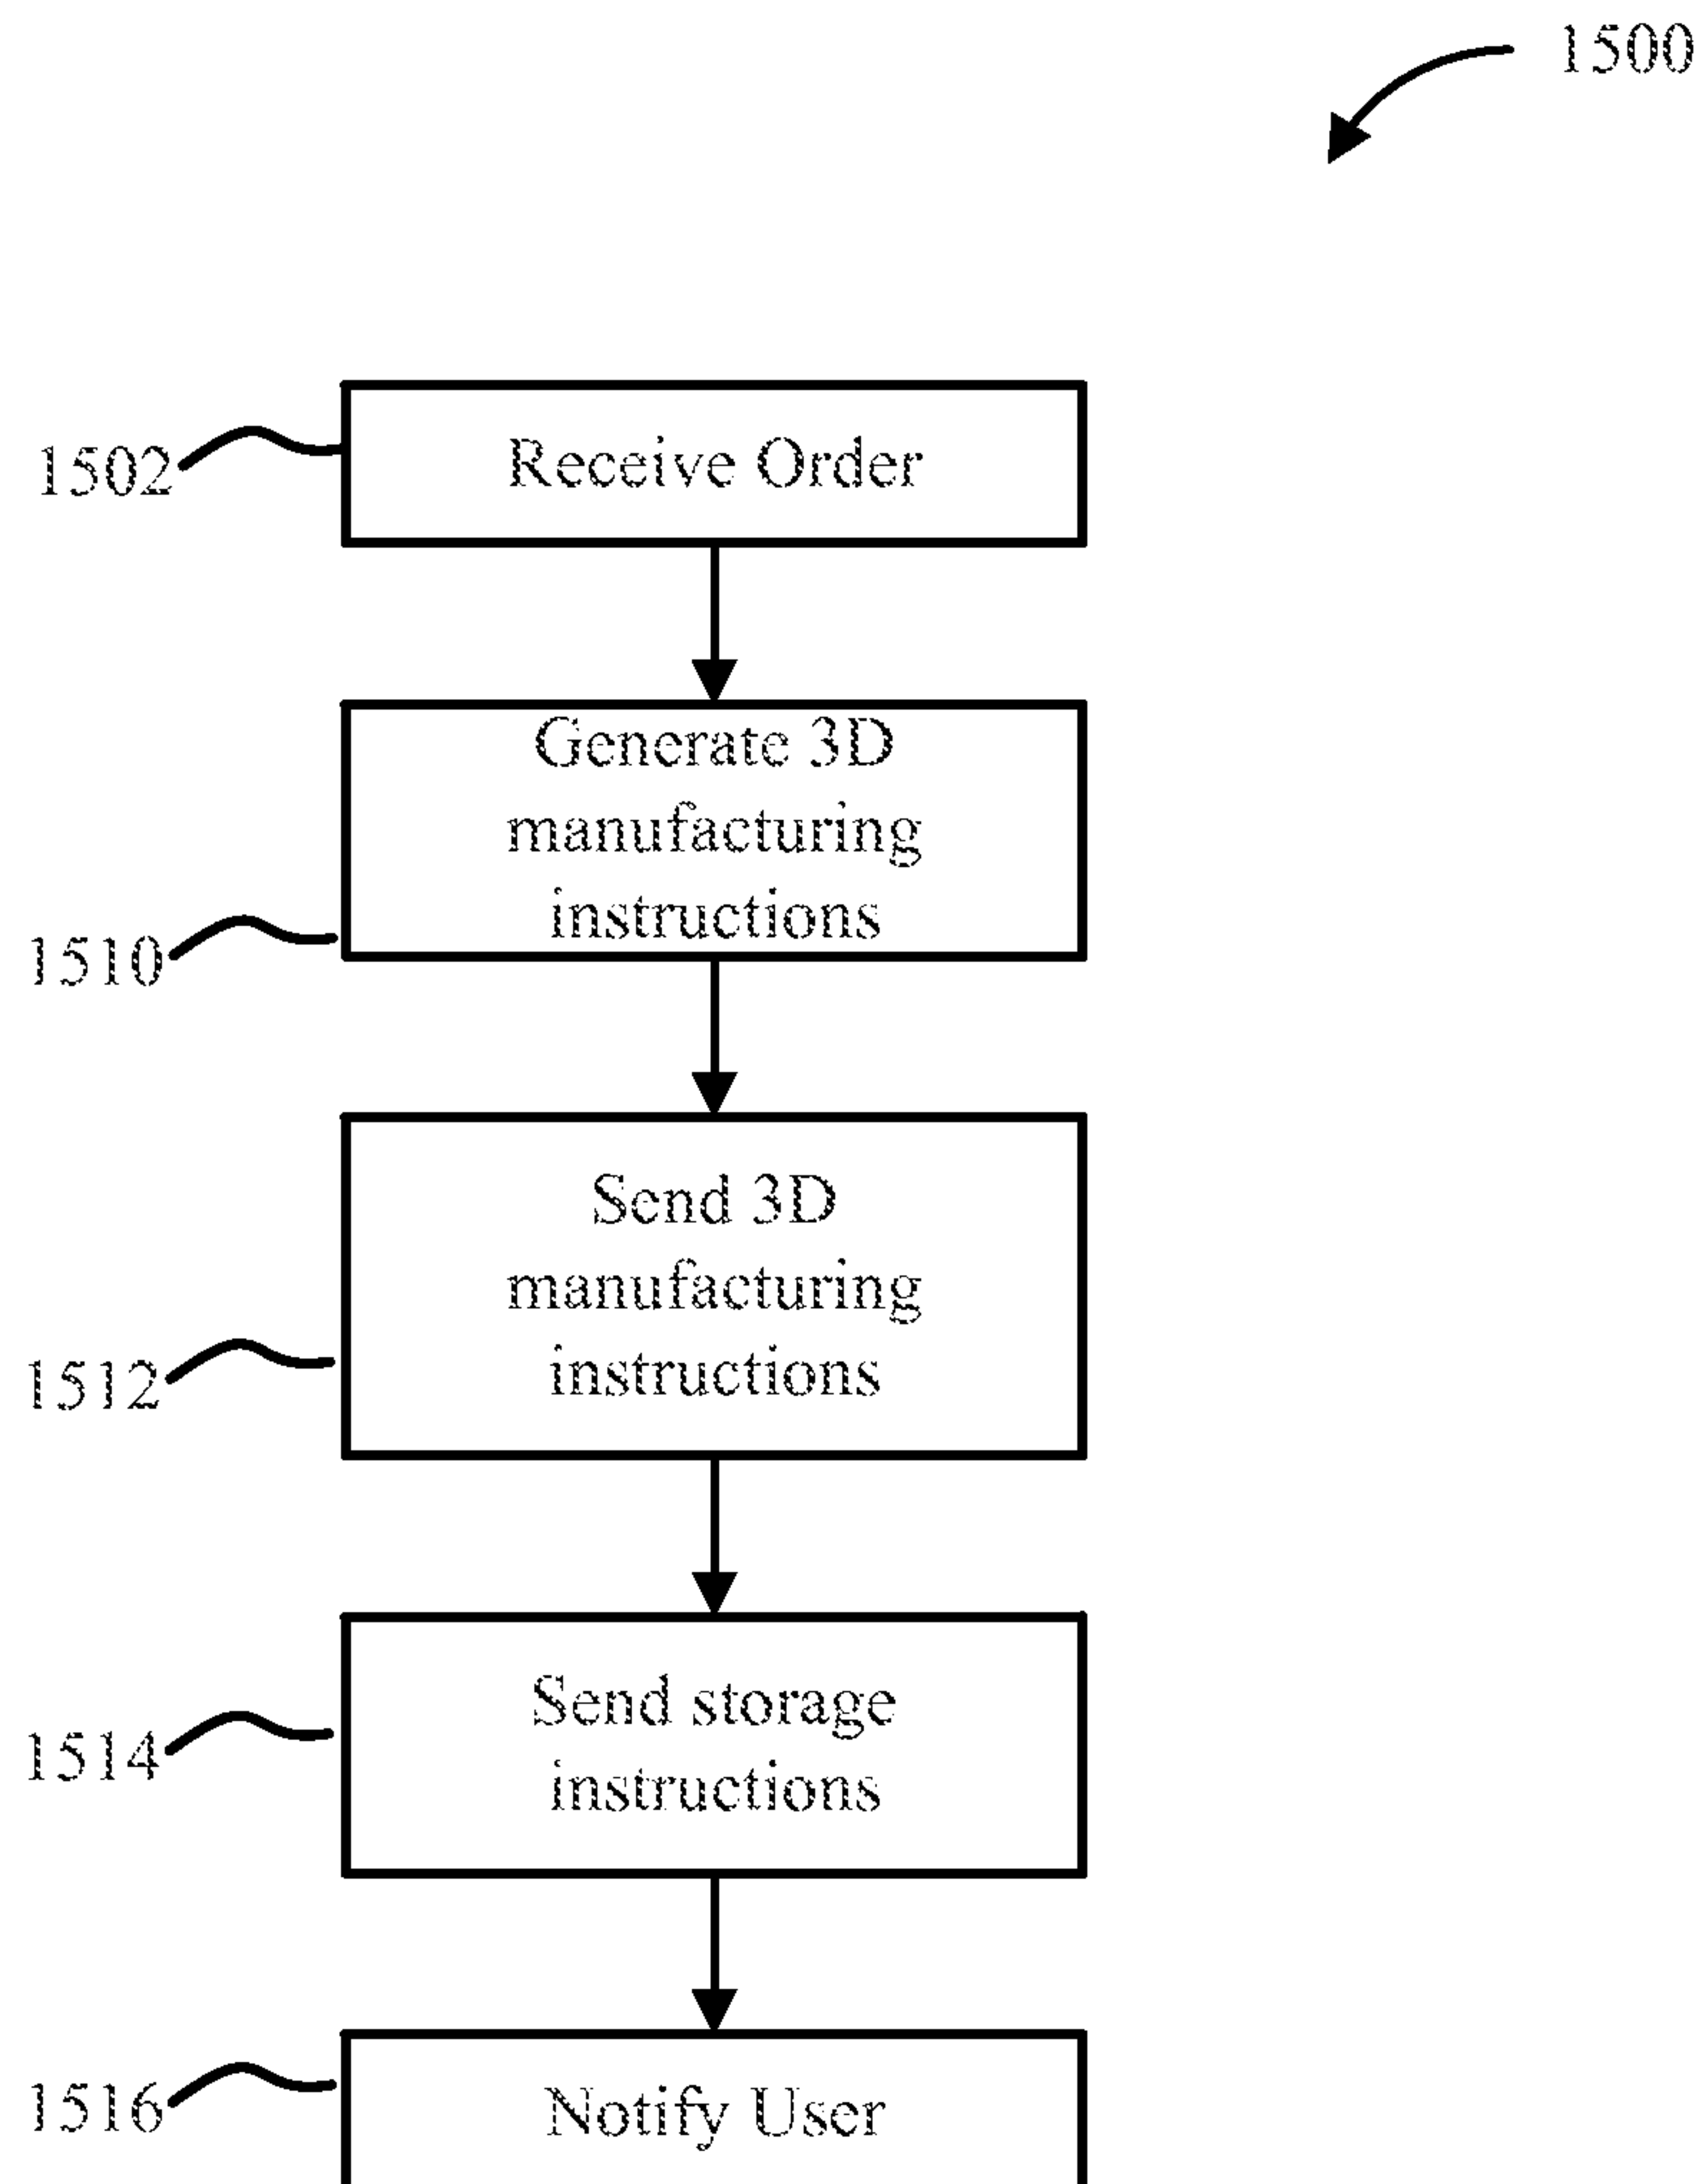 1500
1502
Receive Order
Generate 3D
manufacturing
instructions
1510
Send 3D
manufacturing
instructions
1512
Send storage
instructions
1514
1516
Notify User